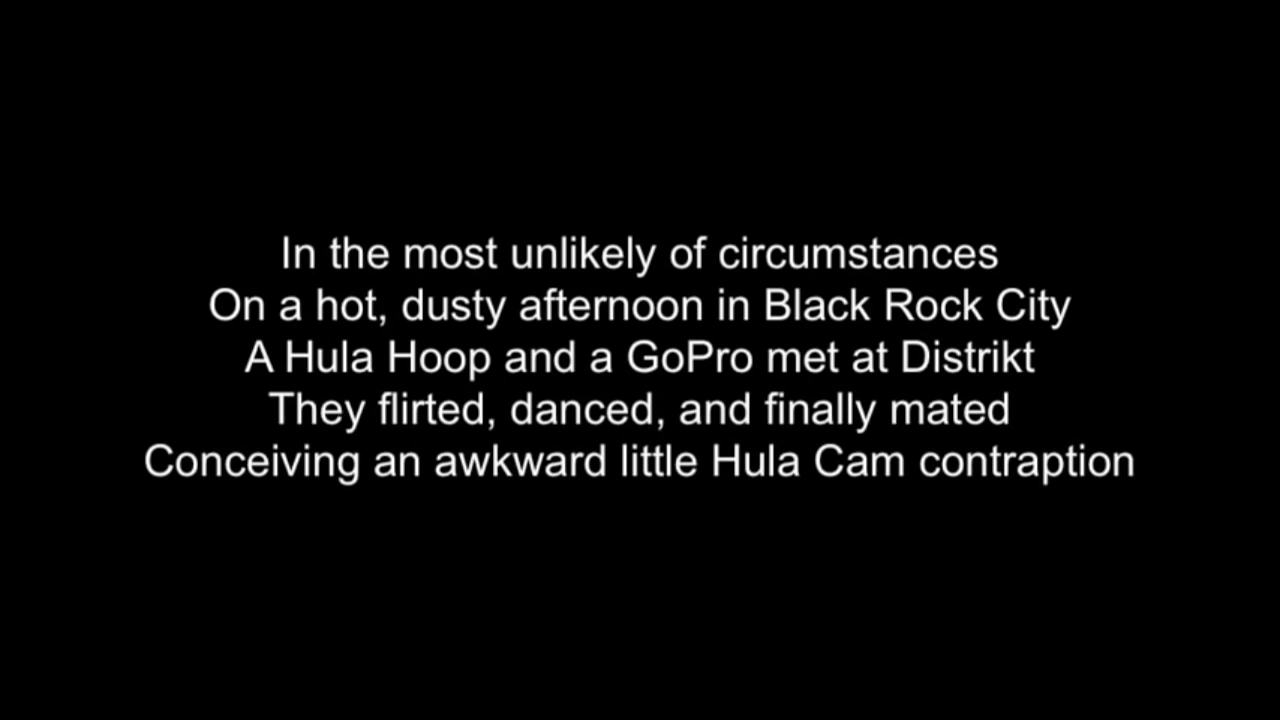 In the most unlikely of circumstances
On a hot, dusty afternoon in Black Rock City
A Hula Hoop and a GoPro met at Distrikt
They flirted, danced, and finally mated
Conceiving an awkward little Hula Cam contraption